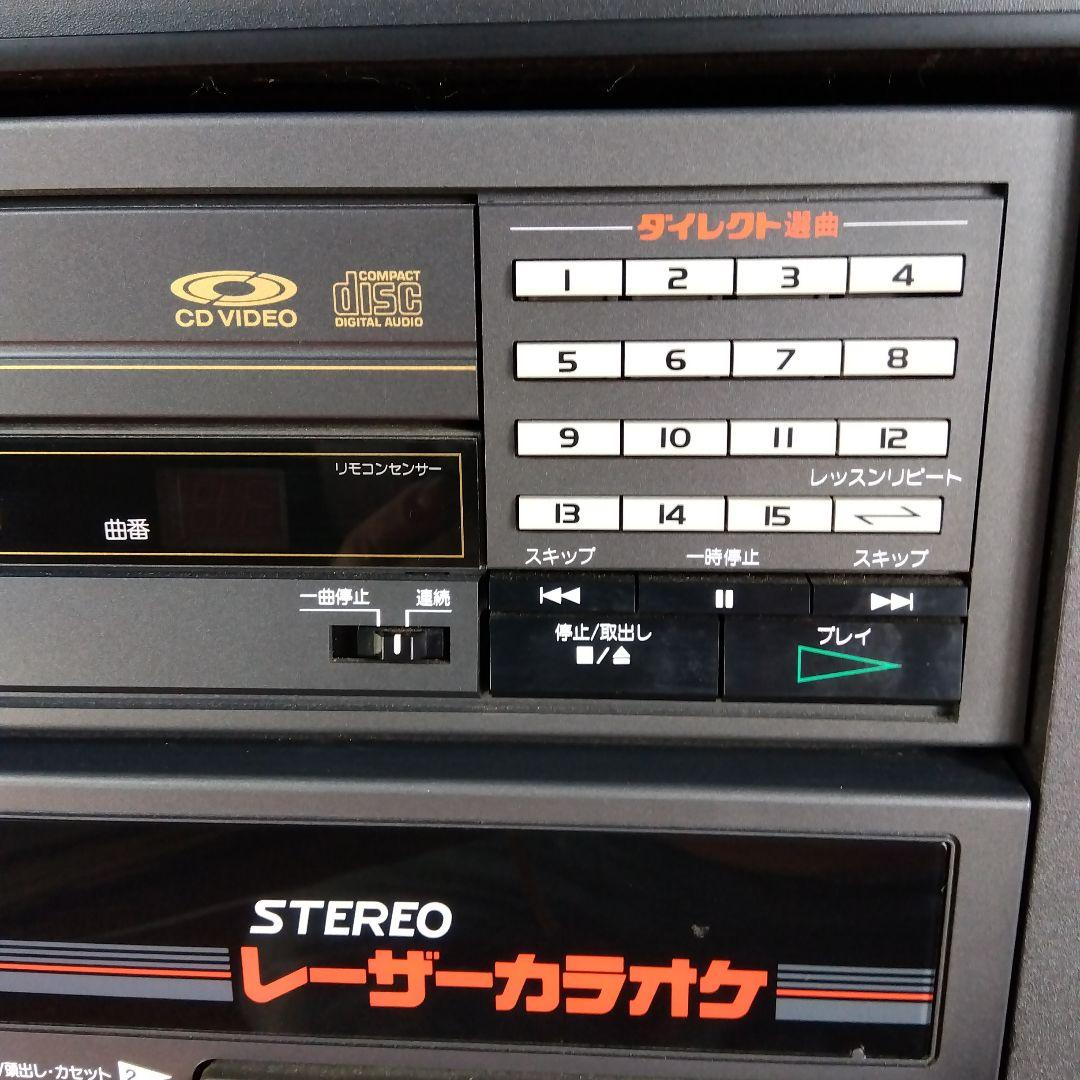 ダイレクト選曲
1 2 3 4
CD VIDEO
COMPACT
disc
DIGITAL AUDIO
5 6 7 8
9 10 11 12
リモコンセンサー
レッスンリピート
曲番
13 14 15
スキップ 一時停止 スキップ
一曲停止 連続
停止/取出し
プレイ
STEREO
レーザーカラオケ
/頭出し・カセット 2